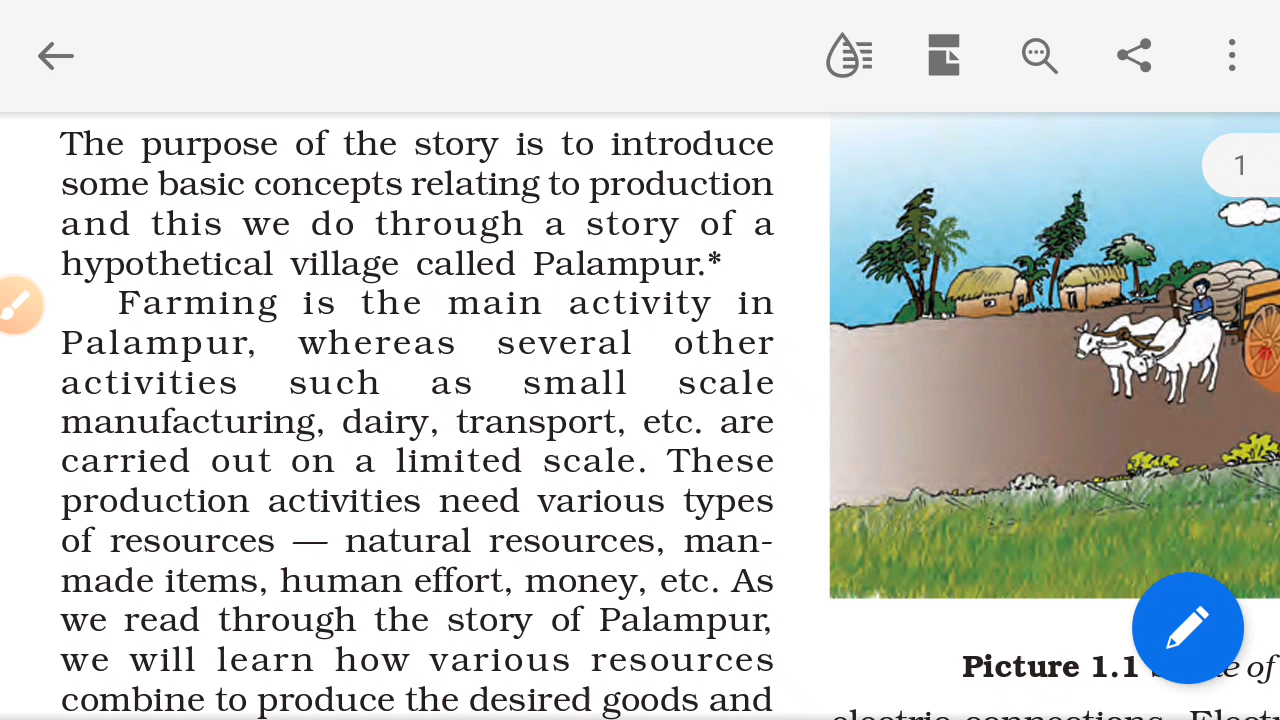 1
The purpose of the story is to introduce
some basic concepts relating to production
and this we do through a story of a
hypothetical village called Palampur.*
Farming is the main activity in
Palampur, whereas several other
activities such as small scale
manufacturing, dairy, transport, etc. are
carried out on a limited scale. These
production activities need various types
of resources — natural resources, man-
made items, human effort, money, etc. As
we read through the story of Palampur,
we will learn how various resources
combine to produce the desired goods and
Picture 1.1 of
electric connections.